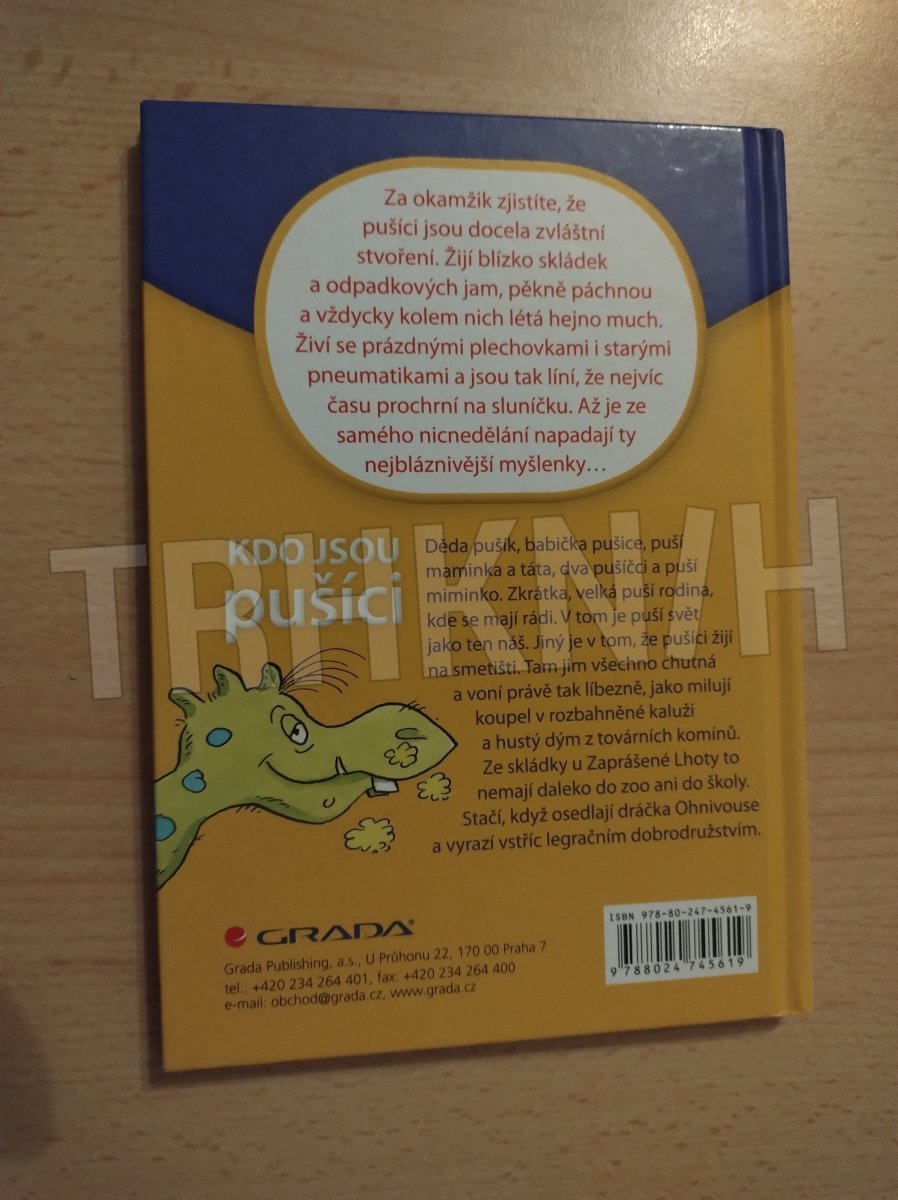 Za okamžik zjistíte, že
pušíci jsou docela zvláštní
stvoření. Žijí blízko skládek
a odpadkových jam, pěkně páchnou
a vždycky kolem nich létá hejno much.
Živí se prázdnými plechovkami i starými
pneumatikami a jsou tak líní, že nejvíc
času prochrní na sluníčku. Až je ze
samého nicnedělání napadají ty
nejbláznivější myšlenky…
TRHKNIH
KDO JSOU
pušíci
Děda pušík, babička pušice, puší
maminka a táta, dva pušíčci a puší
miminko. Zkrátka, velká puší rodina,
kde se mají rádi. V tom je puší svět
jako ten náš. Jiný je v tom, že pušíci žijí
na smetišti. Tam jim všechno chutná
a voní právě tak líbezně, jako milují
koupel v rozbahněné kaluži
a hustý dým z továrních komínů.
Ze skládky u Zaprášené Lhoty to
nemají daleko do zoo ani do školy.
Stačí, když osedlají dráčka Ohnivouse
a vyrazí vstříc legračním dobrodružstvím.
GRADA®
Grada Publishing, a.s., U Průhonu 22, 170 00 Praha 7
tel.: +420 234 264 401, fax: +420 234 264 400
e-mail: obchod@grada.cz, www.grada.cz
ISBN 978-80-247-4561-9
9 788024 745619